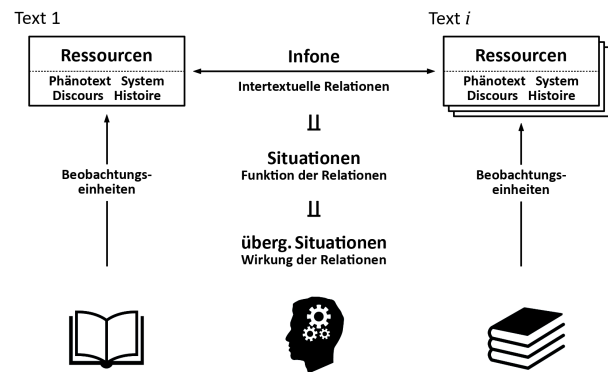 Text 1
Text i
Ressourcen
Phänotext System
Discours Histoire
Infone
Intertextuelle Relationen
Ressourcen
Phänotext System
Discours Histoire
Beobachtungs-
einheiten
⫫
Situationen
Funktion der Relationen
⫫
überg. Situationen
Wirkung der Relationen
Beobachtungs-
einheiten